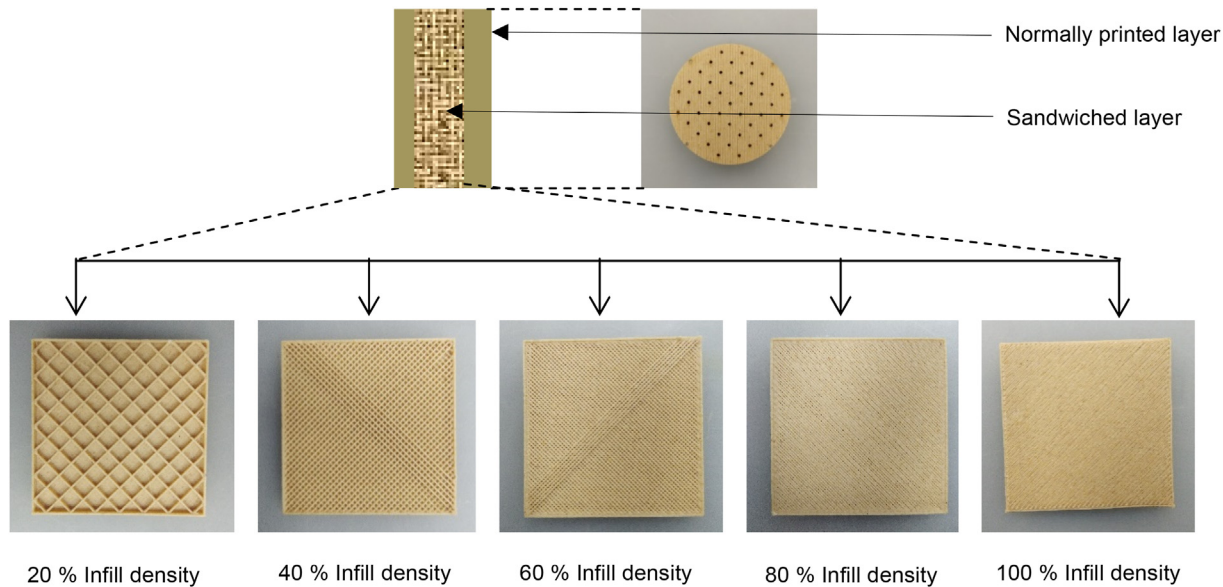 Normally printed layer
Sandwiched layer
20 % Infill density
40 % Infill density
60 % Infill density
80 % Infill density
100 % Infill density